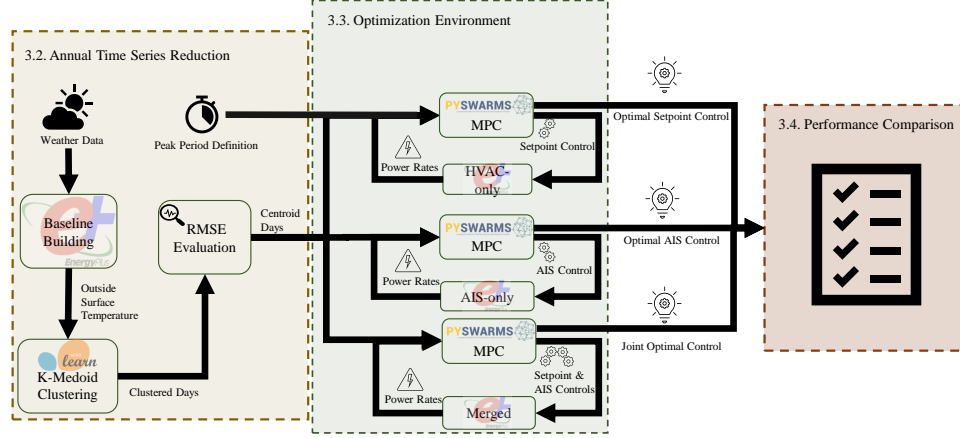 3.2. Annual Time Series Reduction
Weather Data
Peak Period Definition
Baseline
Building
EnergyPlus
RMSE
Evaluation
Centroid
Days
Outside
Surface
Temperature
learn
K-Medoid
Clustering
Clustered Days
3.3. Optimization Environment
PYSWARMS
MPC
Setpoint Control
Power Rates
HVAC-
only
PYSWARMS
MPC
AIS Control
Power Rates
AIS-only
PYSWARMS
MPC
Setpoint &
AIS Controls
Power Rates
Merged
Optimal Setpoint Control
Optimal AIS Control
Joint Optimal Control
3.4. Performance Comparison